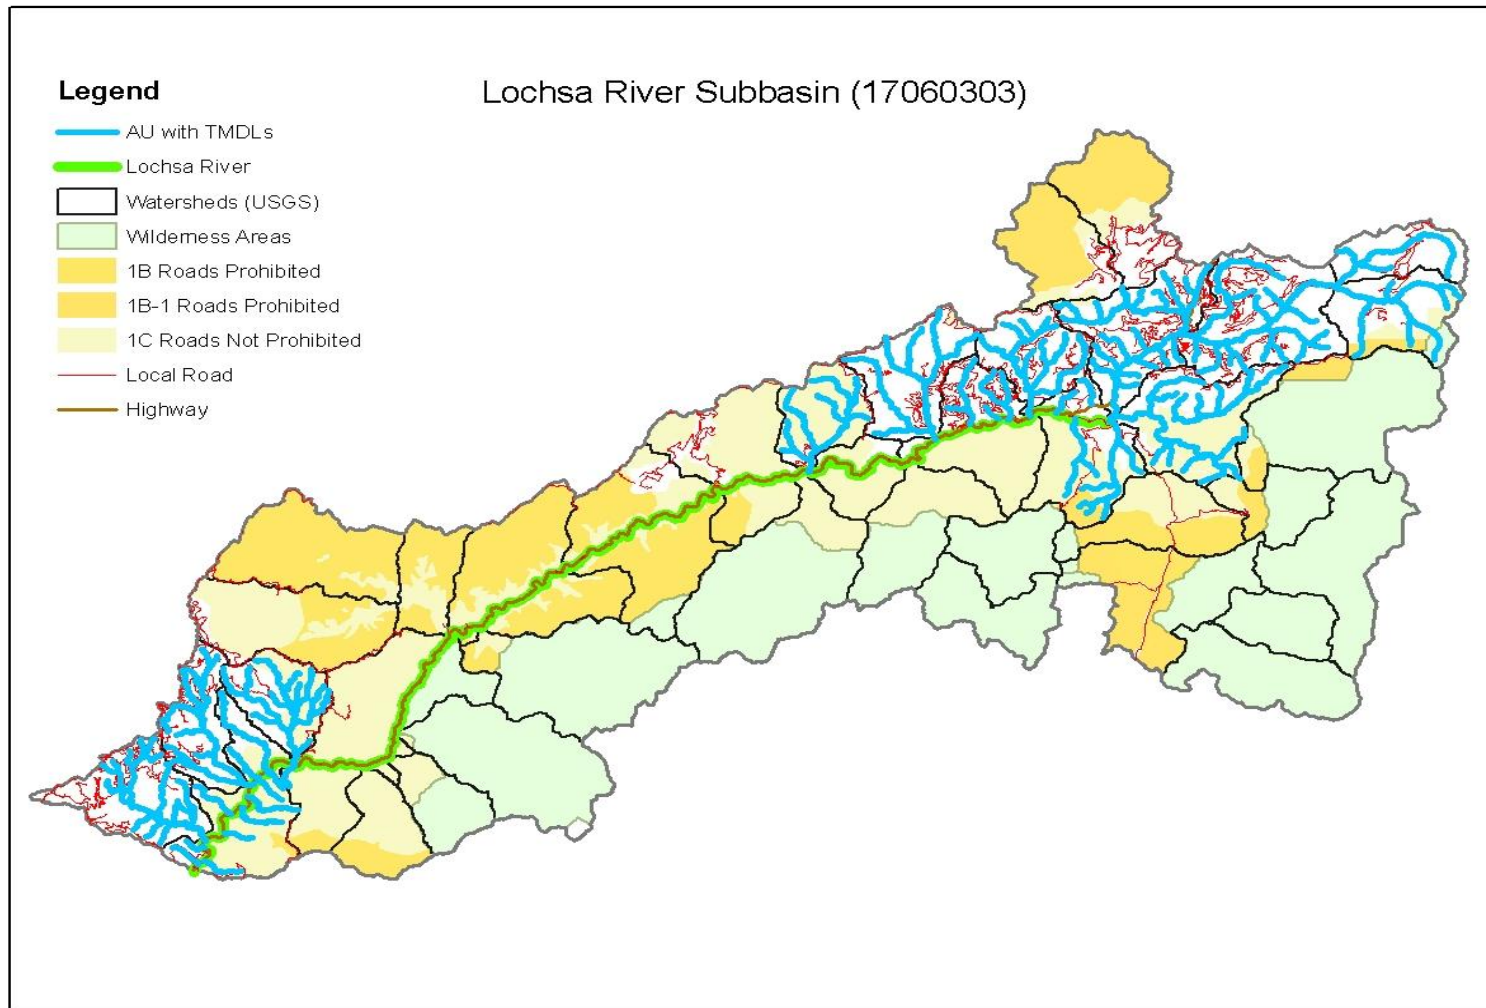 Legend
Lochsa River Subbasin (17060303)
AU with TMDLs
Lochsa River
Watersheds (USGS)
Wilderness Areas
1B Roads Prohibited
1B-1 Roads Prohibited
1C Roads Not Prohibited
Local Road
Highway